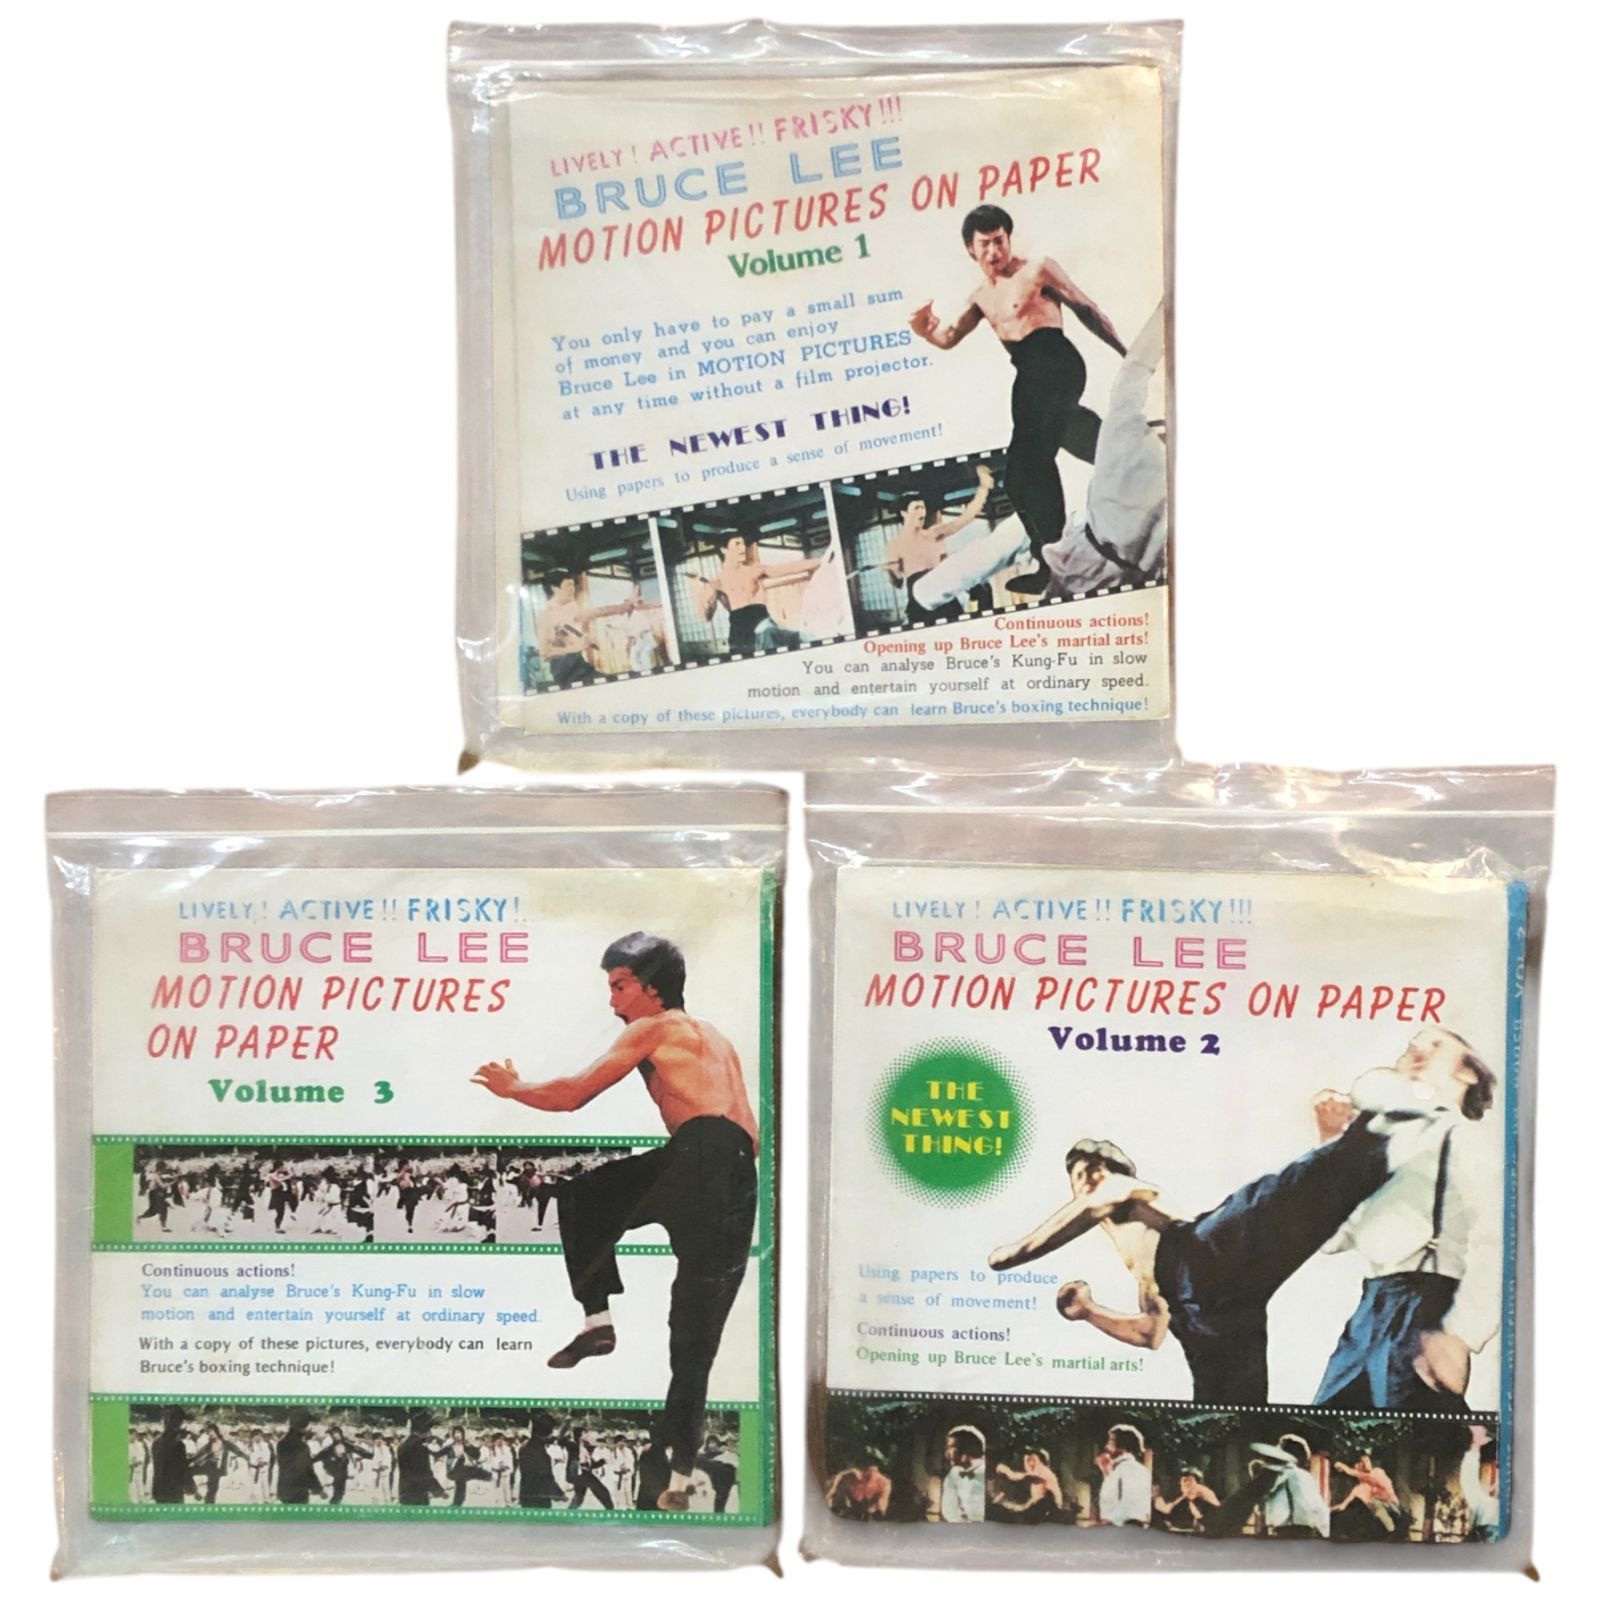 LIVELY! ACTIVE!! FRISKY!!!
BRUCE LEE
MOTION PICTURES ON PAPER
Volume 1
You only have to pay a small sum
of money and you can enjoy
Bruce Lee in MOTION PICTURES
at any time without a film projector.
THE NEWEST THING!
Using papers to produce a sense of movement!
Continuous actions!
Opening up Bruce Lee's martial arts!
You can analyse Bruce's Kung-Fu in slow
motion and entertain yourself at ordinary speed.
With a copy of these pictures, everybody can learn Bruce's boxing technique!
LIVELY! ACTIVE!! FRISKY!..
BRUCE LEE
MOTION PICTURES
ON PAPER
Volume 3
Continuous actions!
You can analyse Bruce's Kung-Fu in slow
motion and entertain yourself at ordinary speed.
With a copy of these pictures, everybody can learn
Bruce's boxing technique!
LIVELY! ACTIVE!! FRISKY!!!
BRUCE LEE
MOTION PICTURES ON PAPER
Volume 2
THE
NEWEST
THING!
Using papers to produce
a sense of movement!
Continuous actions!
Opening up Bruce Lee's martial arts!
VOL. 2